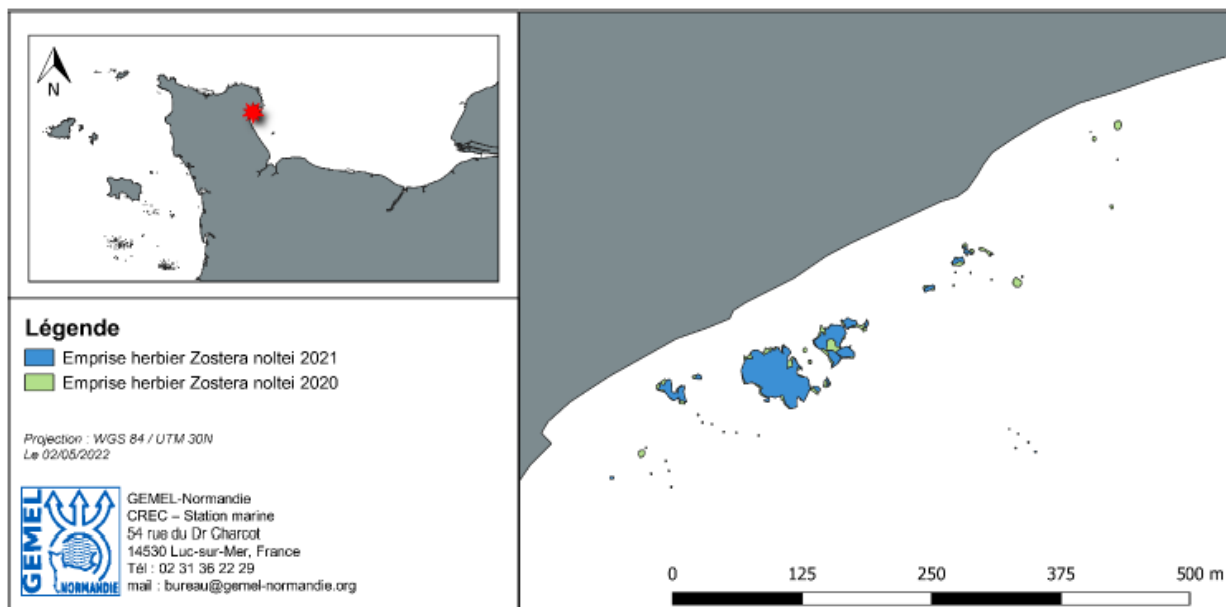 N
Légende
Emprise herbier Zostera noltei 2021
Emprise herbier Zostera noltei 2020
Projection : WGS 84 / UTM 30N
Le 02/05/2022
GEMEL
NORMANDIE
GEMEL-Normandie
CREC – Station marine
54 rue du Dr Charcot
14530 Luc-sur-Mer, France
Tél : 02 31 36 22 29
mail : bureau@gemel-normandie.org
0 125 250 375 500 m